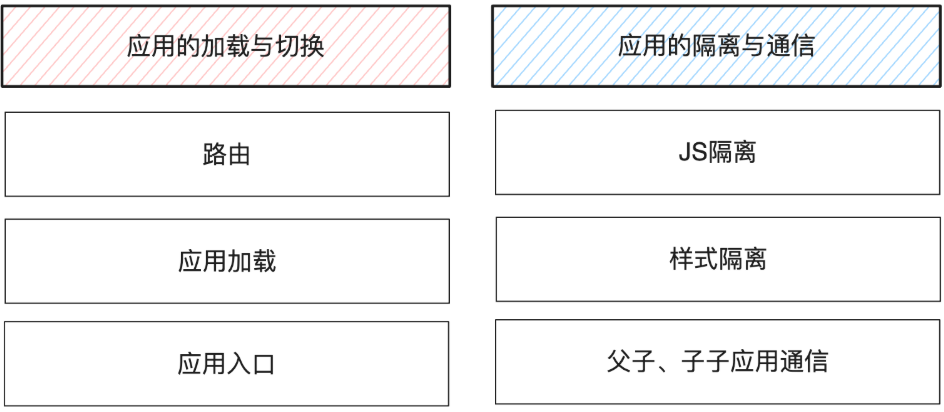 应用的加载与切换
路由
应用加载
应用入口
应用的隔离与通信
JS隔离
样式隔离
父子、子子应用通信